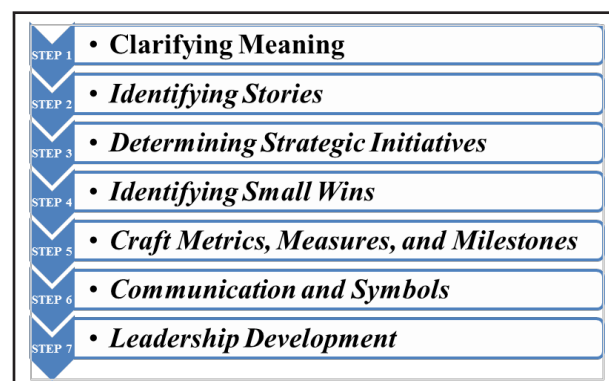 STEP 1 • Clarifying Meaning
STEP 2 • Identifying Stories
STEP 3 • Determining Strategic Initiatives
STEP 4 • Identifying Small Wins
STEP 5 • Craft Metrics, Measures, and Milestones
STEP 6 • Communication and Symbols
STEP 7 • Leadership Development